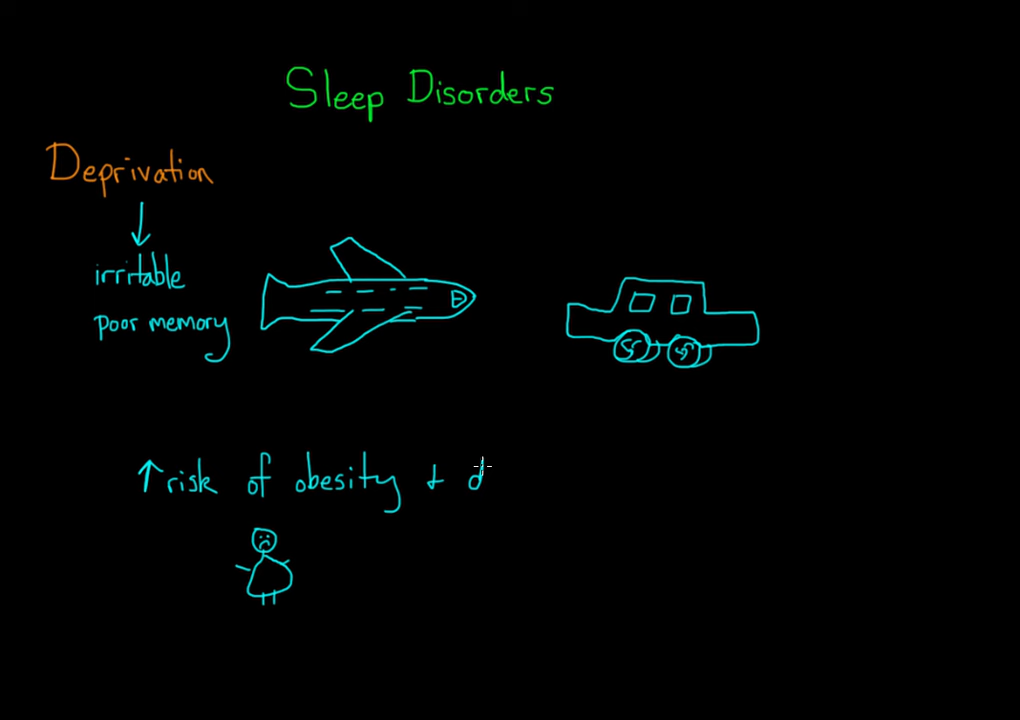 Sleep Disorders
Deprivation
irritable
poor memory
↑ risk of obesity + d